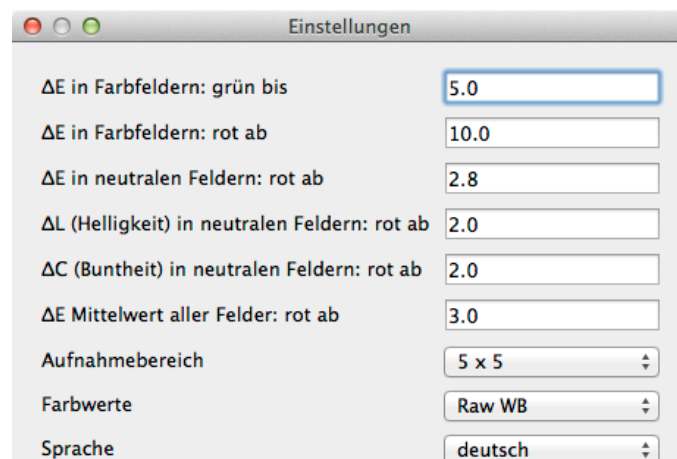 Einstellungen
ΔE in Farbfeldern: grün bis 5.0
ΔE in Farbfeldern: rot ab 10.0
ΔE in neutralen Feldern: rot ab 2.8
ΔL (Helligkeit) in neutralen Feldern: rot ab 2.0
ΔC (Buntheit) in neutralen Feldern: rot ab 2.0
ΔE Mittelwert aller Felder: rot ab 3.0
Aufnahmebereich 5 x 5
Farbwerte Raw WB
Sprache deutsch